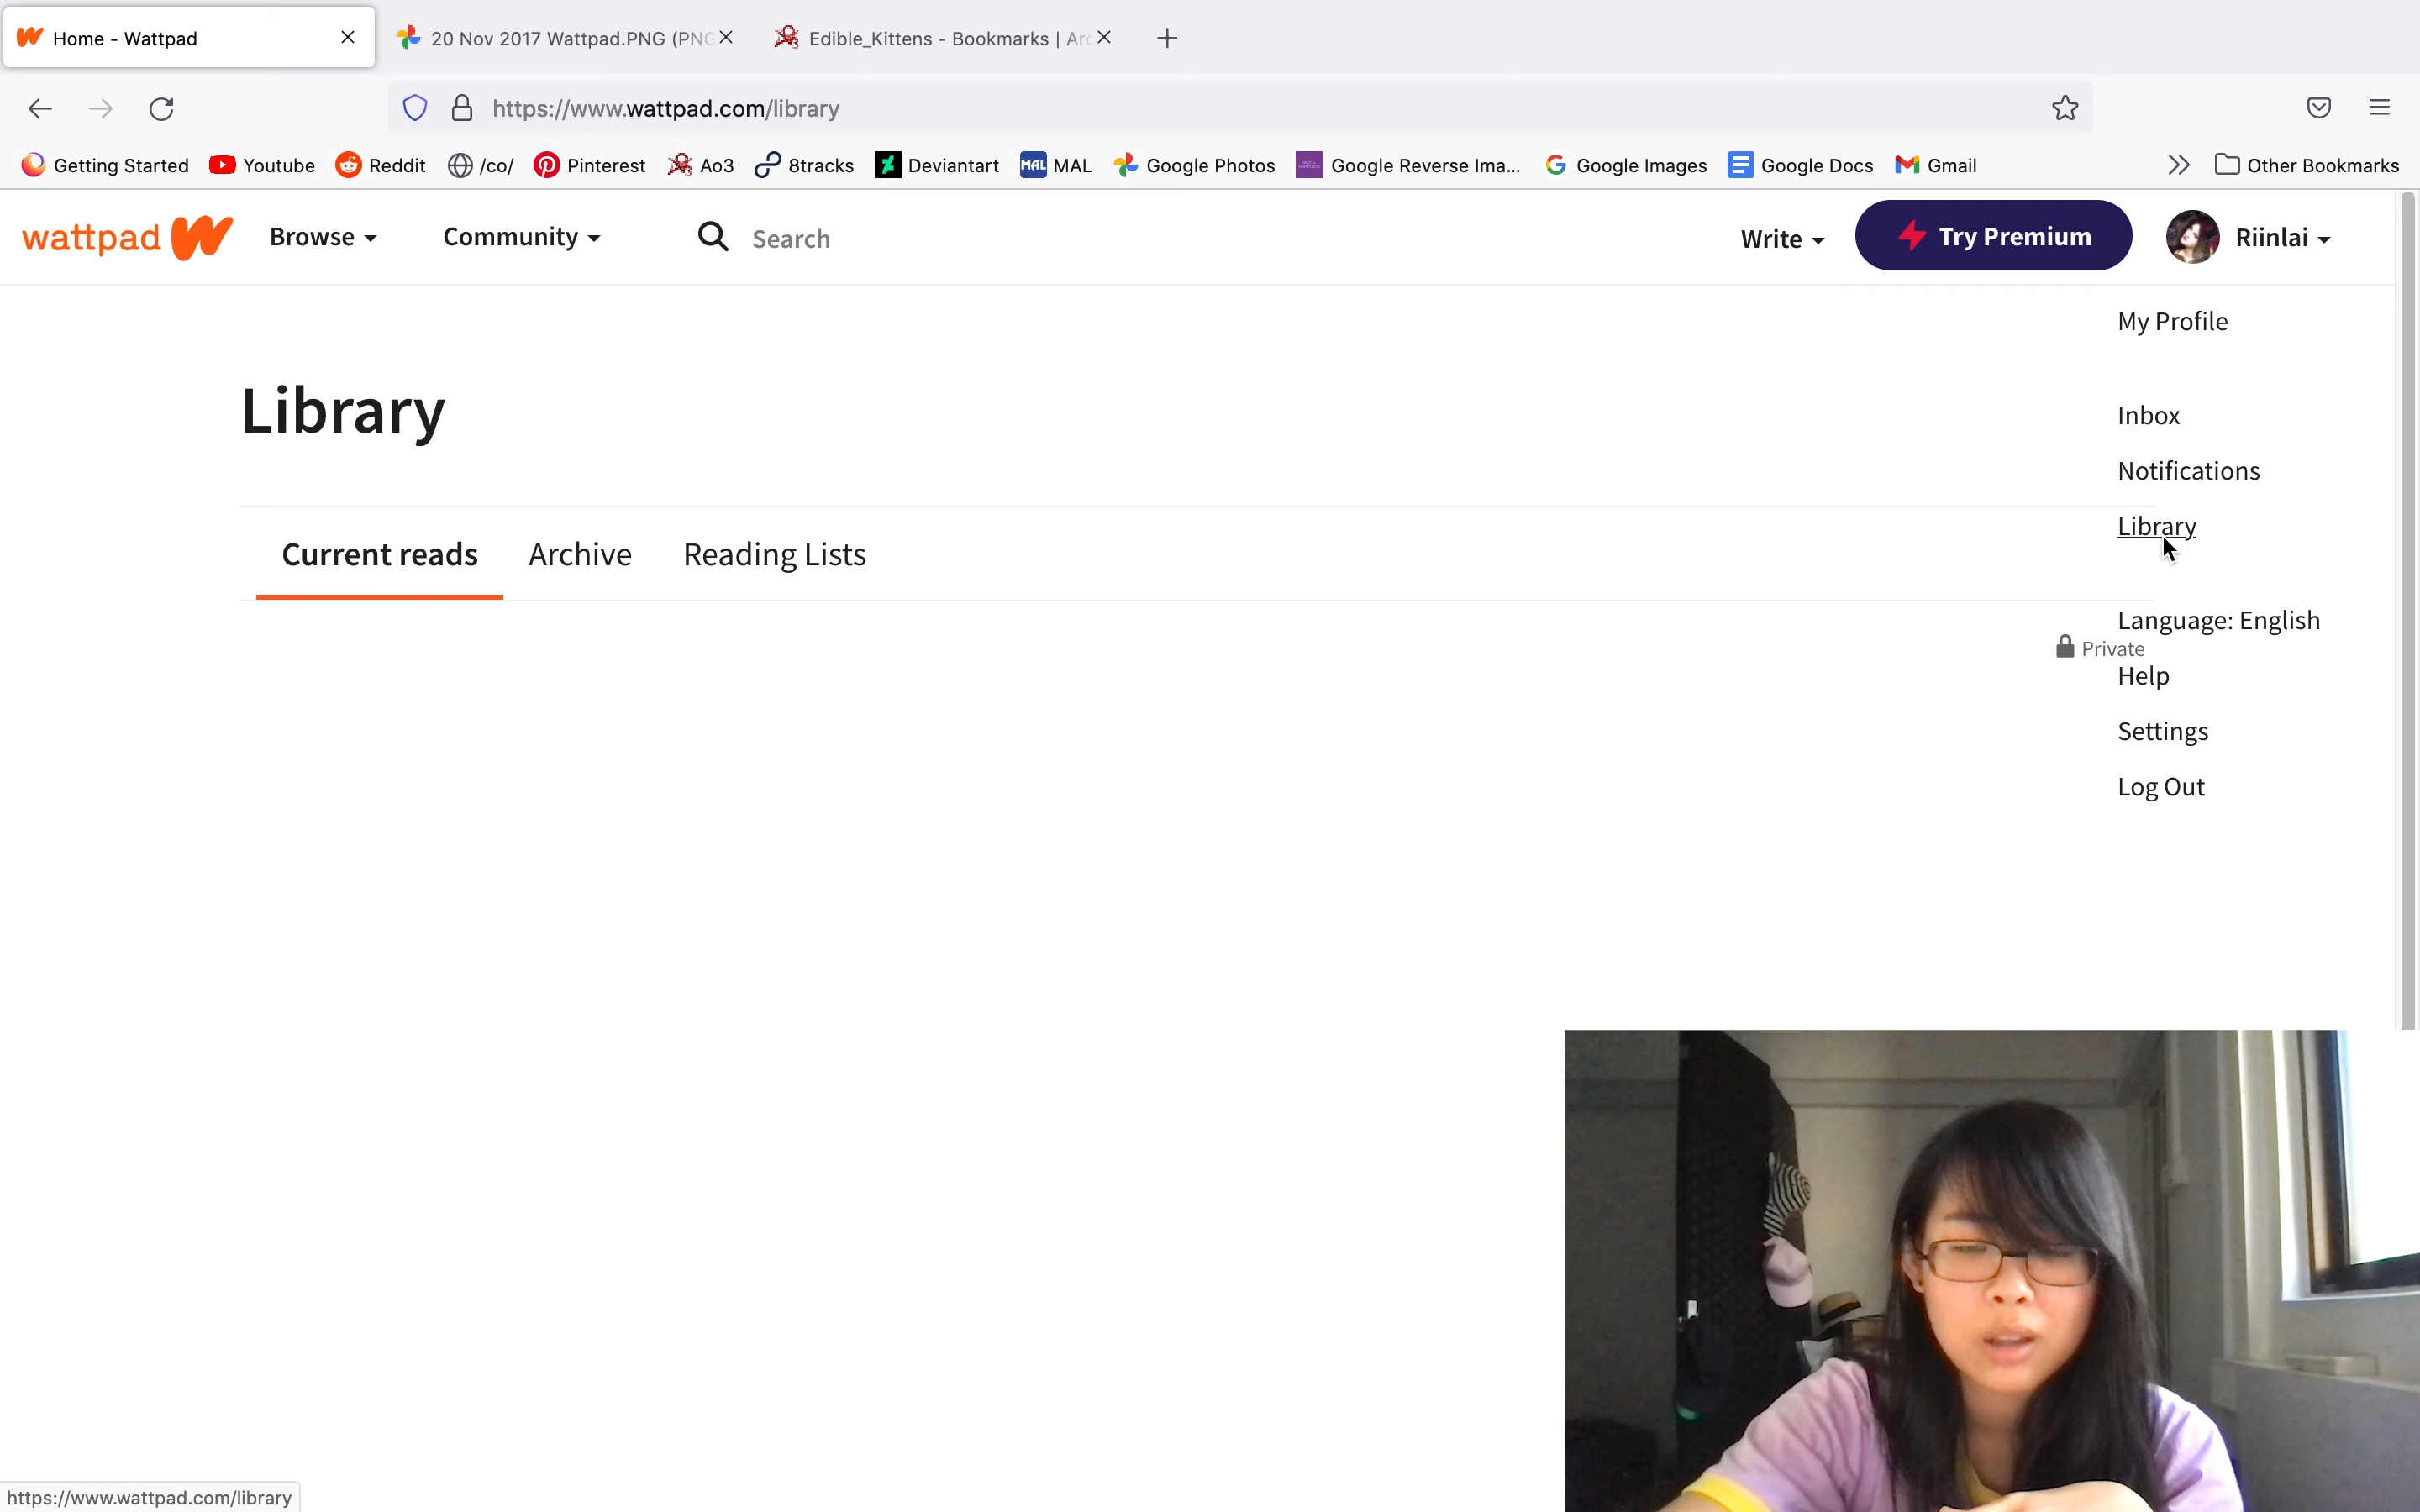 Home - Wattpad
20 Nov 2017 Wattpad.PNG (PNG
Edible_Kittens - Bookmarks | Arc
https://www.wattpad.com/library
Getting Started Youtube Reddit /co/ Pinterest Ao3 8tracks Deviantart MAL MAL Google Photos Google Reverse Ima... Google Images Google Docs Gmail Other Bookmarks
wattpad Browse Community Search Write Try Premium Riinlai
My Profile
Library
Inbox
Notifications
Library
Current reads Archive Reading Lists
Language: English
Private
Help
Settings
Log Out
https://www.wattpad.com/library